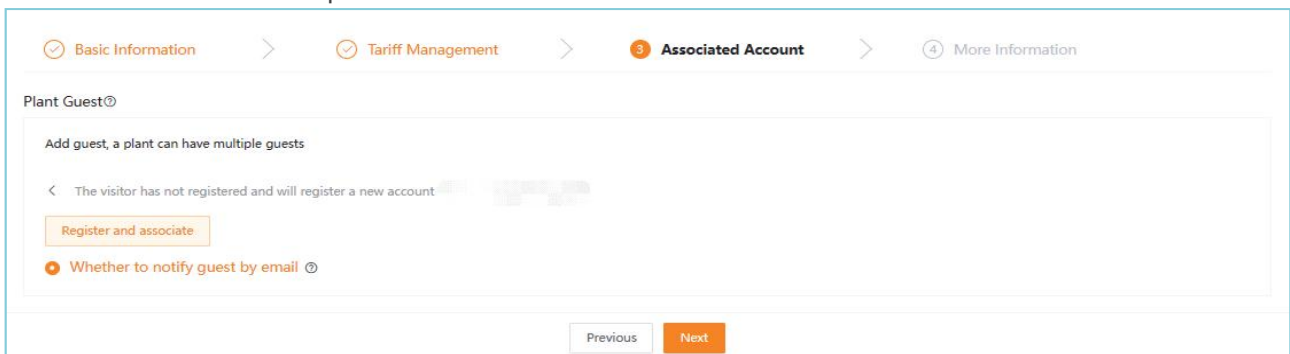 Basic Information > Tariff Management > 3 Associated Account > 4 More Information
Plant Guest?
Add guest, a plant can have multiple guests
< The visitor has not registered and will register a new account
Register and associate
Whether to notify guest by email ?
Previous Next